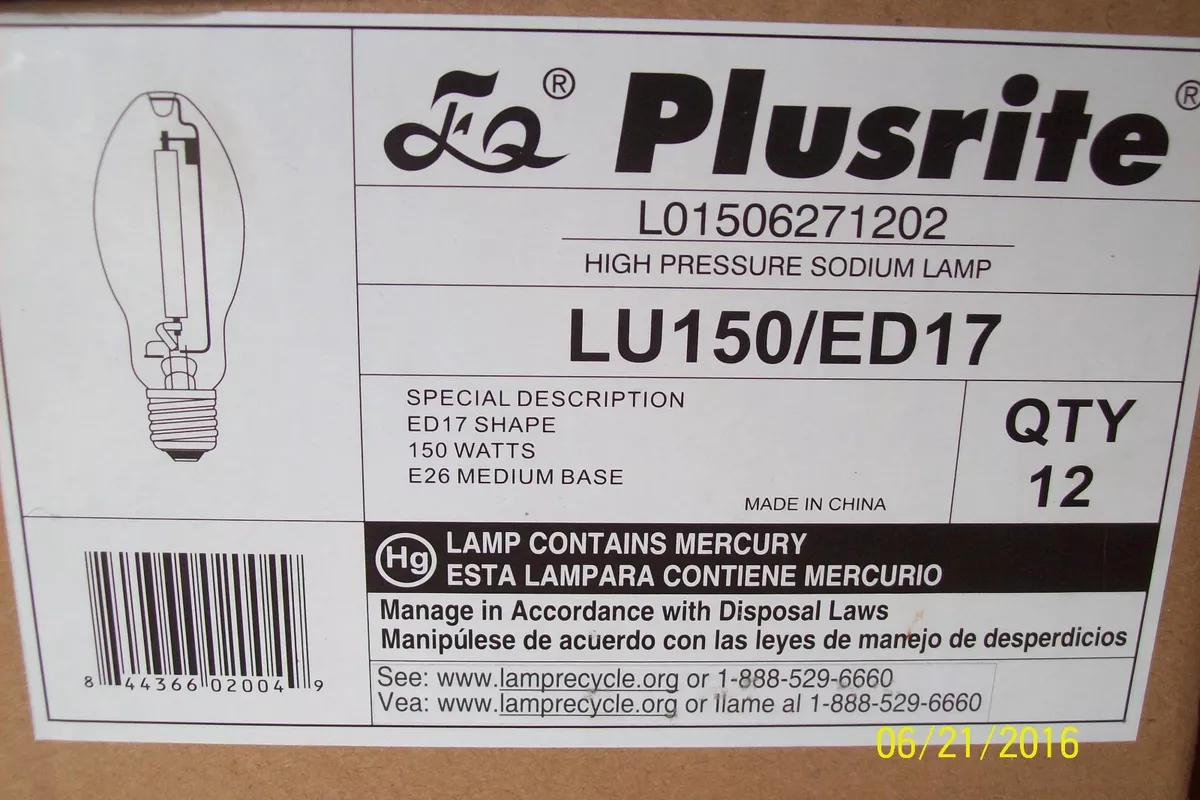 EQ® Plusrite®
L01506271202
HIGH PRESSURE SODIUM LAMP
LU150/ED17
SPECIAL DESCRIPTION
ED17 SHAPE
150 WATTS
E26 MEDIUM BASE
MADE IN CHINA
QTY
12
Hg
LAMP CONTAINS MERCURY
ESTA LAMPARA CONTIENE MERCURIO
Manage in Accordance with Disposal Laws
Manipúlese de acuerdo con las leyes de manejo de desperdicios
See: www.lamprecycle.org or 1-888-529-6660
Vea: www.lamprecycle.org or llame al 1-888-529-6660
8 44366 02004 9
06/21/2016